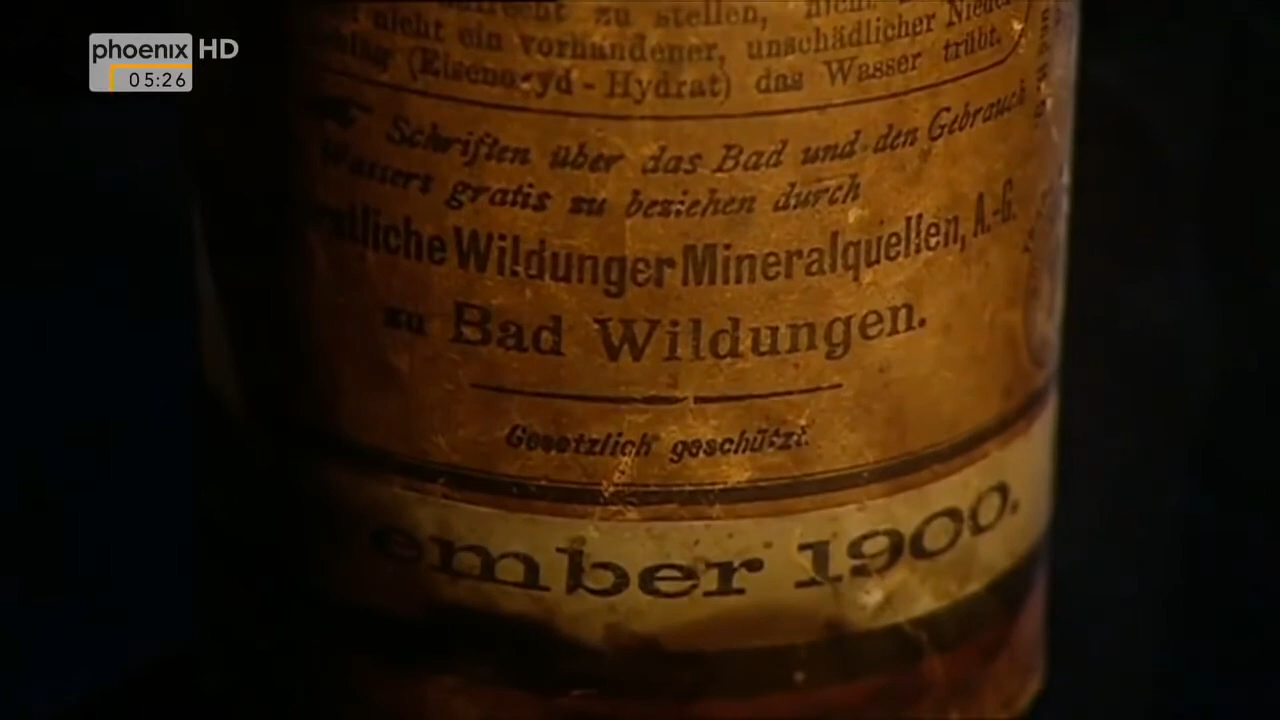 phoenix HD
05:26
zu stellen,
nicht ein vorhandener, unschädlicher
(Eisenoxyd - Hydrat) das Wasser trübt.
Schriften über das Bad und den Gebrauch
Wassers gratis zu beziehen durch
Wildunger Mineralquellen, A.-G.
zu Bad Wildungen.
Gesetzlich geschützt.
ember 1900.